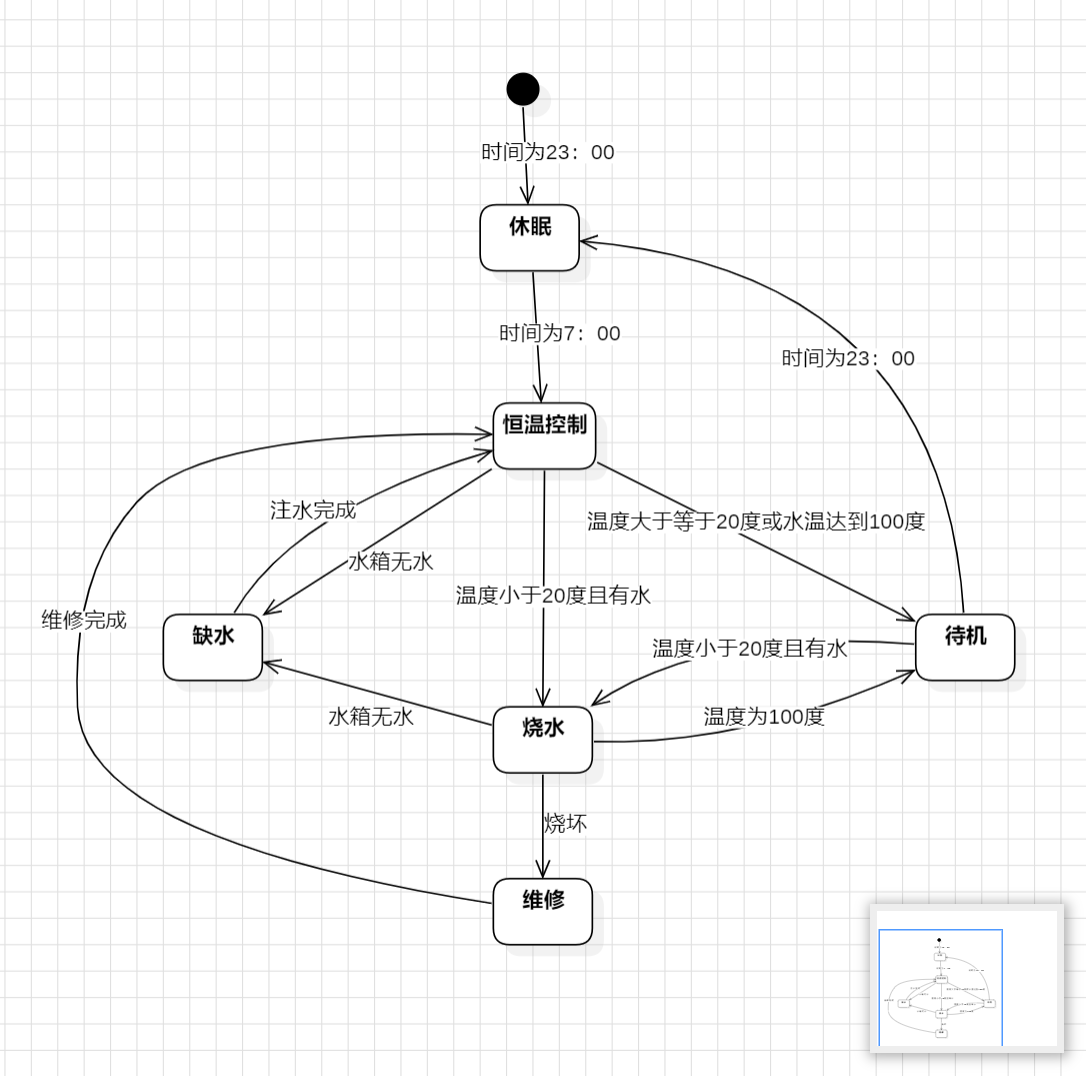 时间为23：00
休眠
时间为7：00
时间为23：00
恒温控制
注水完成
温度大于等于20度或水温达到100度
水箱无水
温度小于20度且有水
维修完成
缺水
待机
温度小于20度且有水
水箱无水
烧水
温度为100度
烧坏
维修